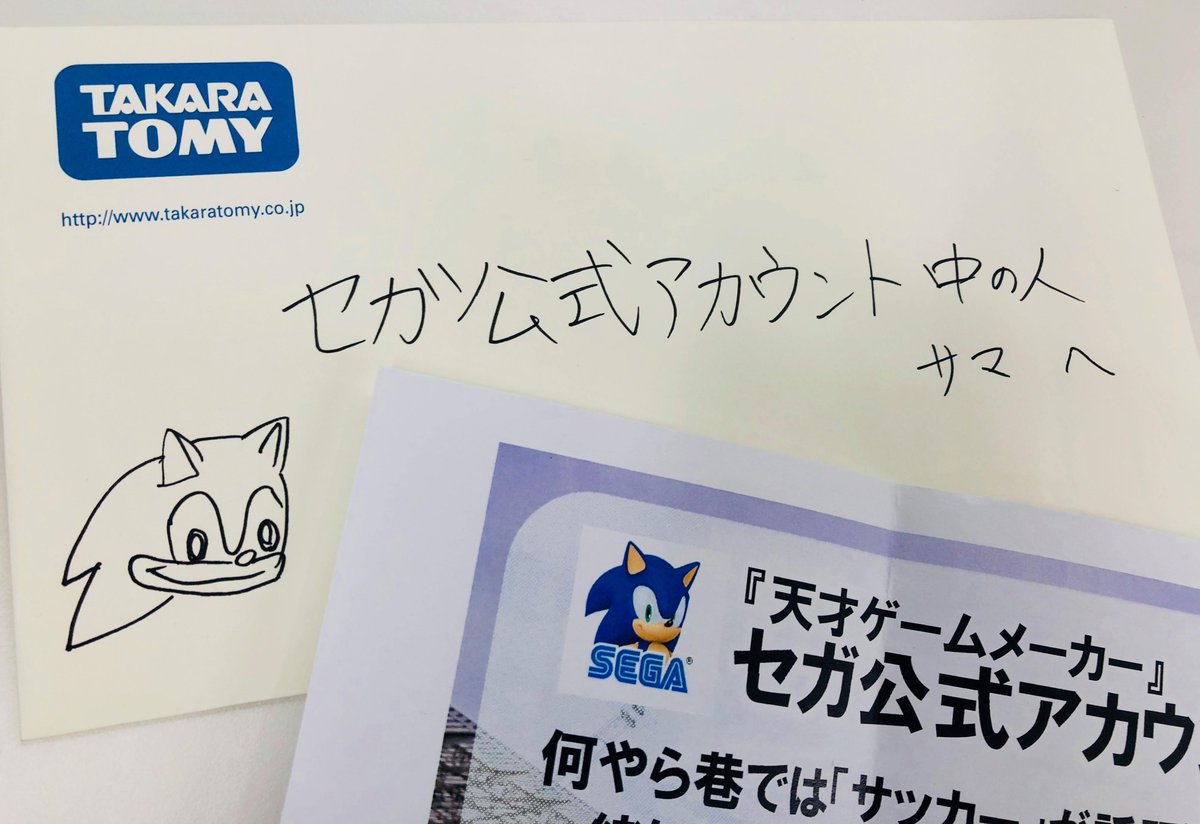 TAKARA
TOMY
http://www.takaratomy.co.jp
セガツ公式アカウント 中の人
サマ へ
SEGA®
『天才ゲームメーカー』
セガ公式アカウ
何やら巷では「サッカー」が